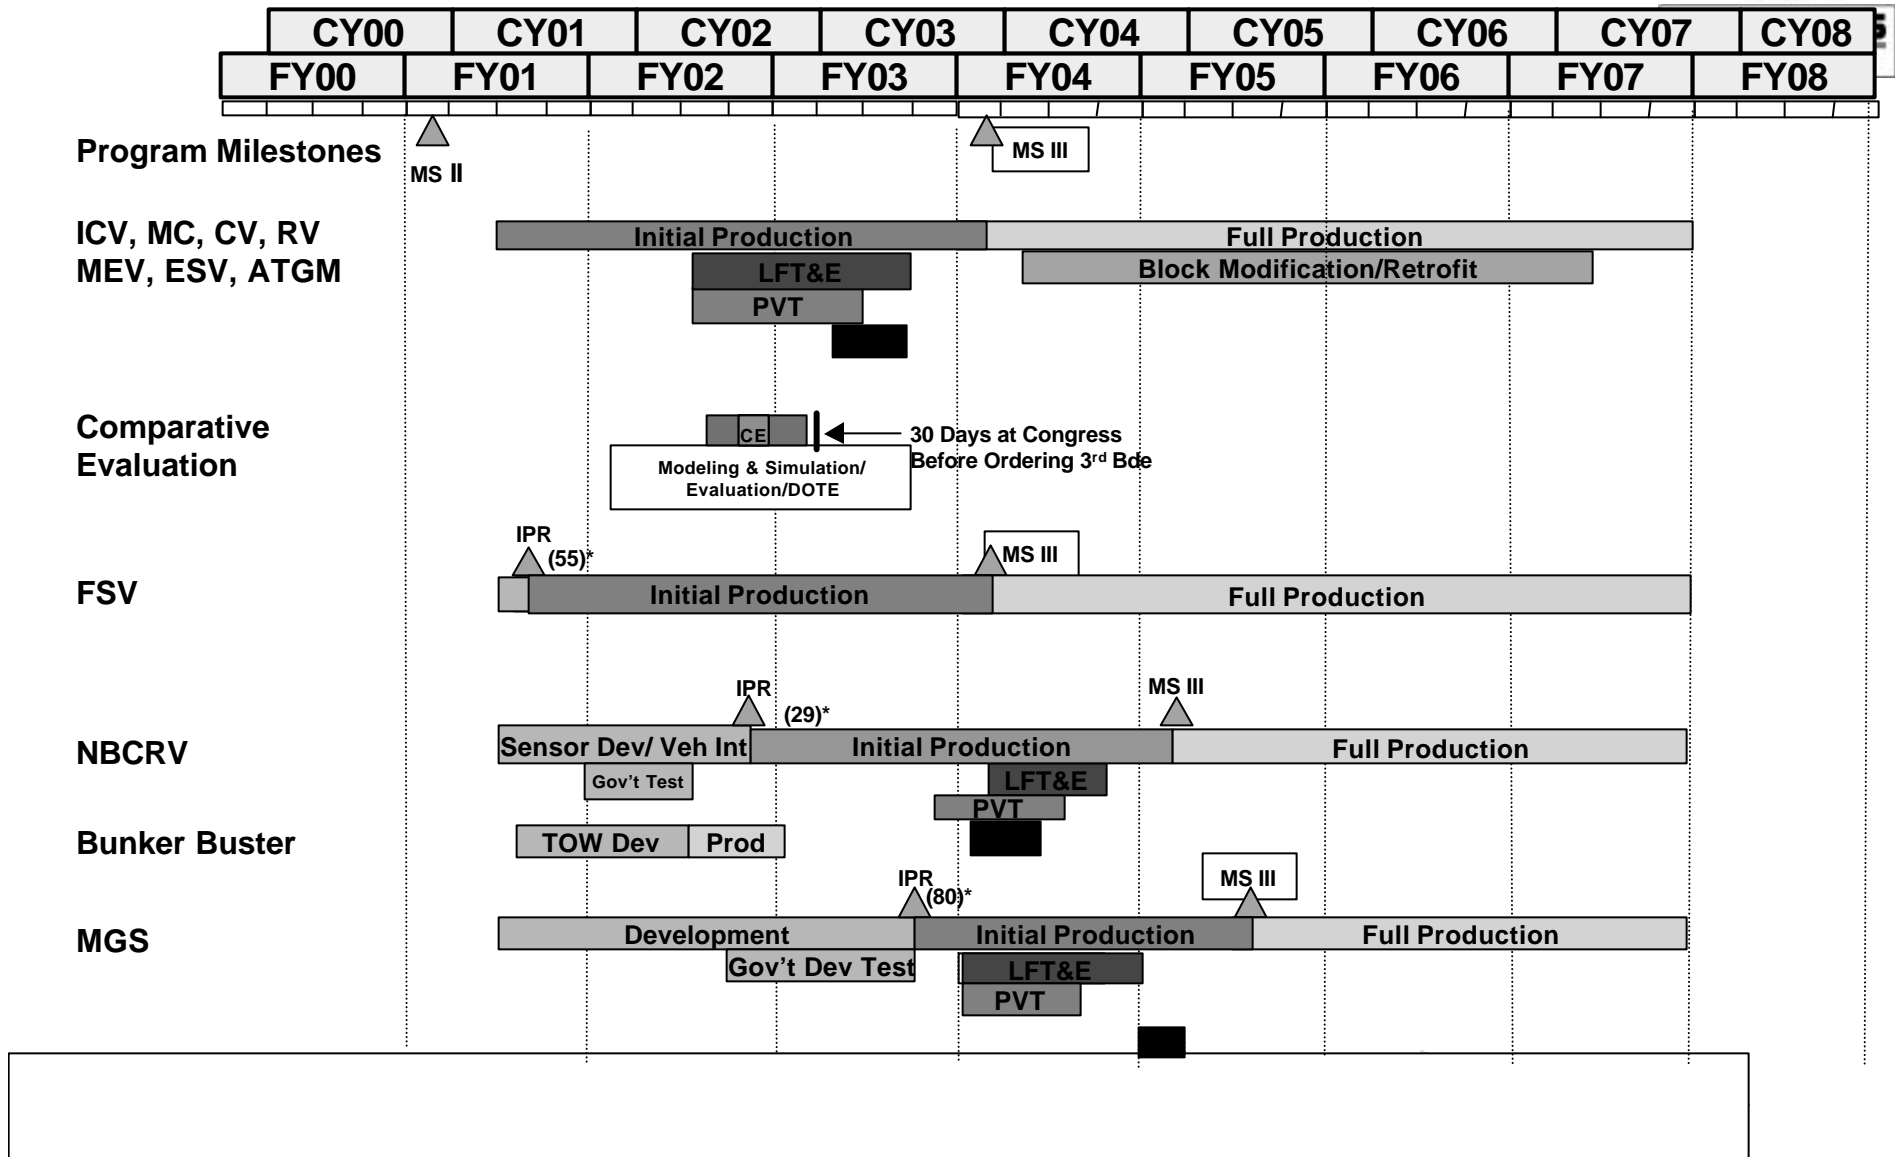 CY00 CY01 CY02 CY03 CY04 CY05 CY06 CY07 CY08
FY00 FY01 FY02 FY03 FY04 FY05 FY06 FY07 FY08
Program Milestones
MS II
MS III
ICV, MC, CV, RV
MEV, ESV, ATGM
Initial Production
Full Production
LFT&E
Block Modification/Retrofit
PVT
Comparative
Evaluation
CE
30 Days at Congress
Before Ordering 3rd Bde
Modeling & Simulation/
Evaluation/DOTE
IPR
(55)*
MS III
FSV
Initial Production
Full Production
IPR
(29)*
MS III
NBCRV
Sensor Dev/ Veh Int
Initial Production
Full Production
Gov't Test
LFT&E
PVT
Bunker Buster
TOW Dev
Prod
IPR
(80)*
MS III
MGS
Development
Initial Production
Full Production
Gov't Dev Test
LFT&E
PVT